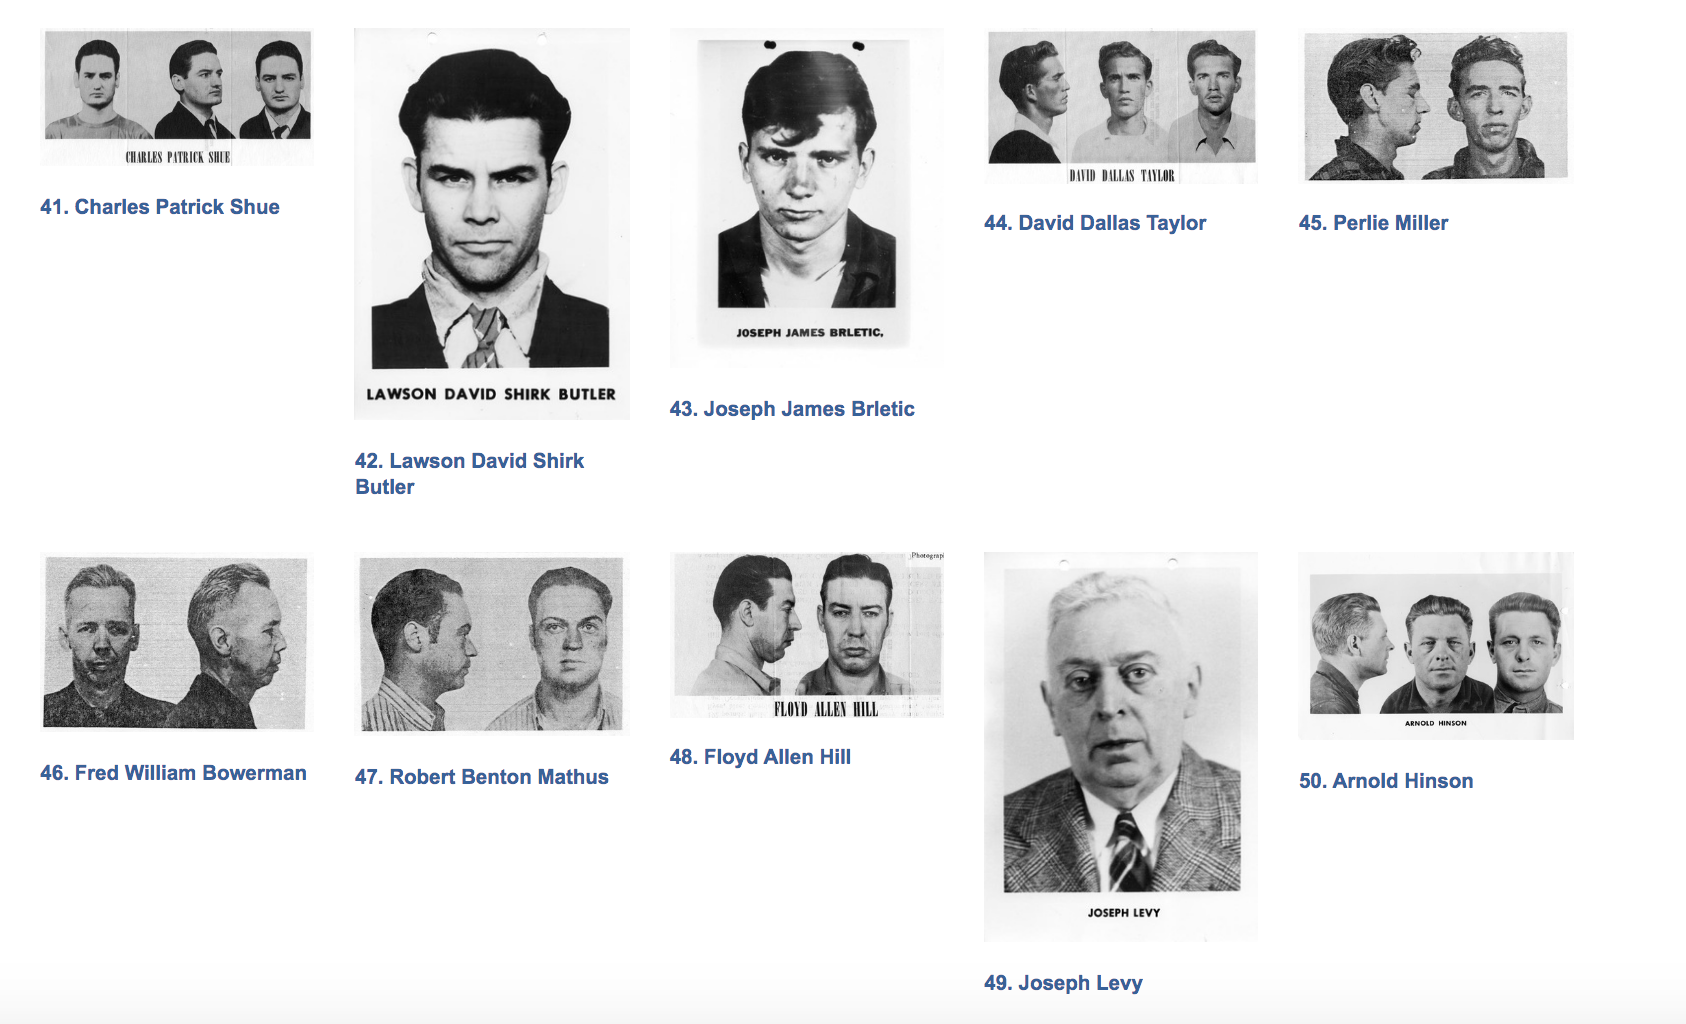 CHARLES PATRICK SHUE
41. Charles Patrick Shue
LAWSON DAVID SHIRK BUTLER
42. Lawson David Shirk
Butler
JOSEPH JAMES BRLETIC,
43. Joseph James Brletic
DAVID DALLAS TAYLOR
44. David Dallas Taylor
45. Perlie Miller
46. Fred William Bowerman
47. Robert Benton Mathus
Photograp
FLOYD ALLEN HILL
48. Floyd Allen Hill
JOSEPH LEVY
49. Joseph Levy
ARNOLD HINSON
50. Arnold Hinson